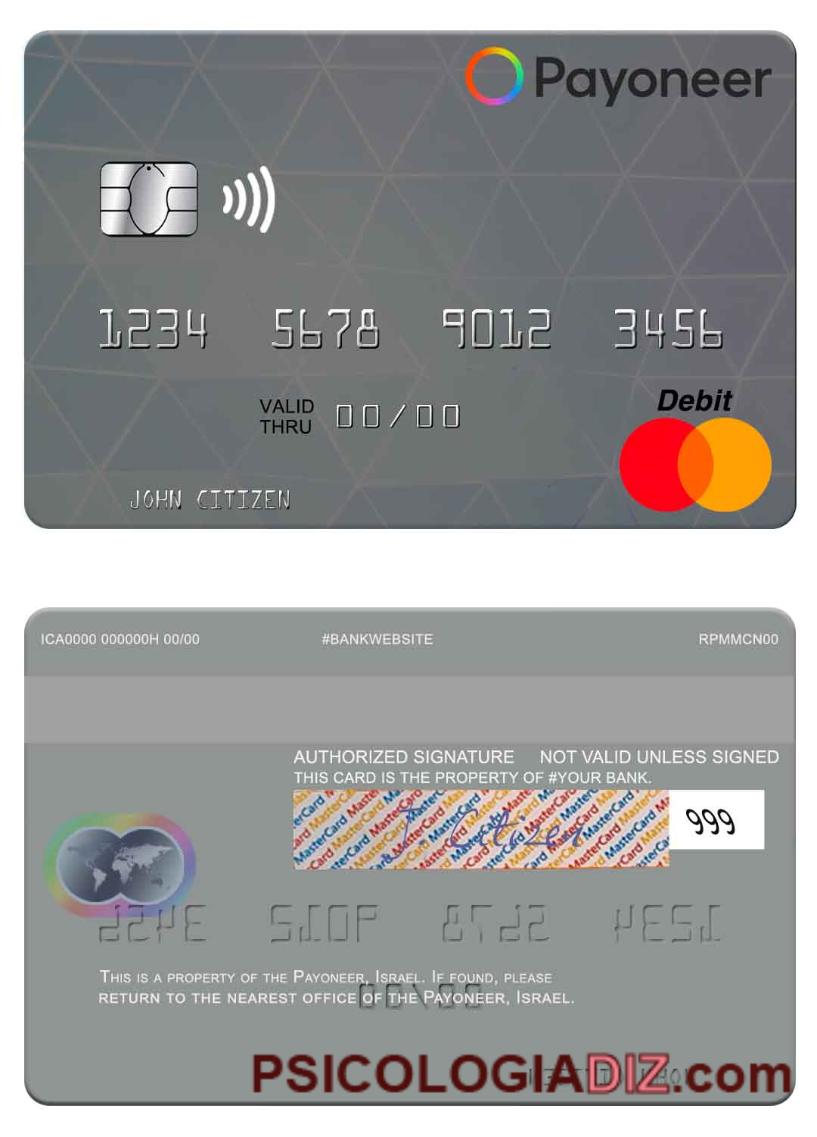 Payoneer
1234 5678 9012 3456
Debit
VALID THRU 00/00
JOHN CITIZEN
ICA0000 000000H 00/00 #BANKWEBSITE RPMMCN00
AUTHORIZED SIGNATURE NOT VALID UNLESS SIGNED
THIS CARD IS THE PROPERTY OF #YOUR BANK.
MasterCard
J Citizen
999
THIS IS A PROPERTY OF THE PAYONEER, ISRAEL. IF FOUND, PLEASE
RETURN TO THE NEAREST OFFICE OF THE PAYONEER, ISRAEL.
PSICOLOGIADIZ.com